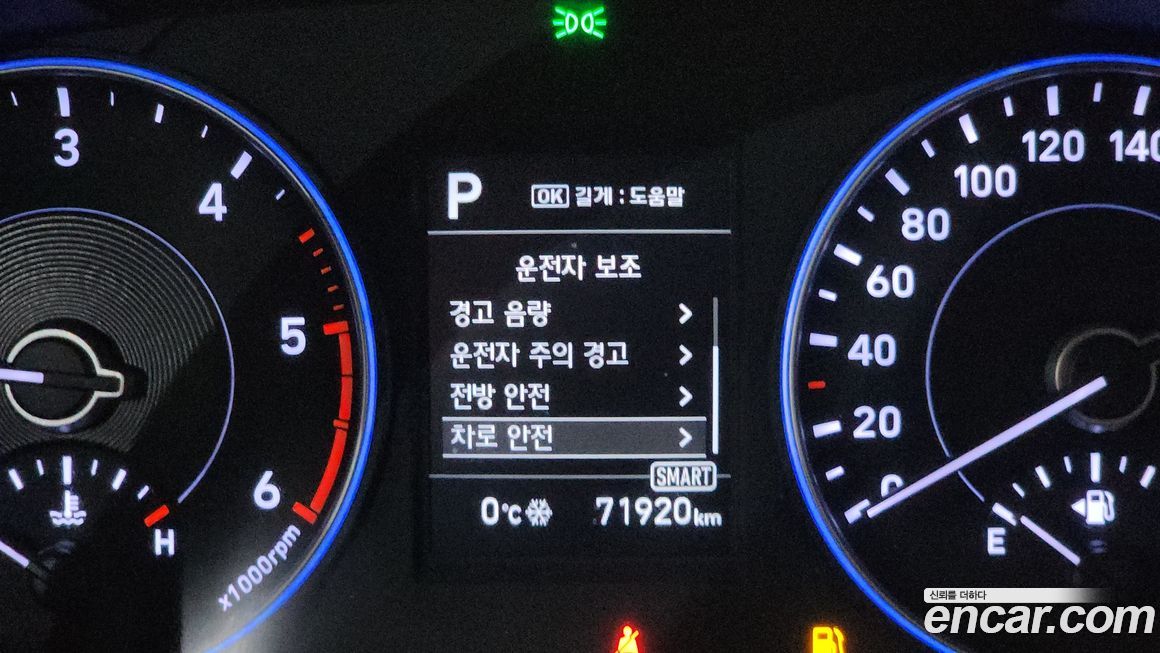 P
OK 길게 : 도움말
운전자 보조
경고 음량
운전자 주의 경고
전방 안전
차로 안전
SMART
0°C
71920km
3
4
5
6
x1000rpm
H
0
20
40
60
80
100
120
140
E
신뢰를 더하다
encar.com